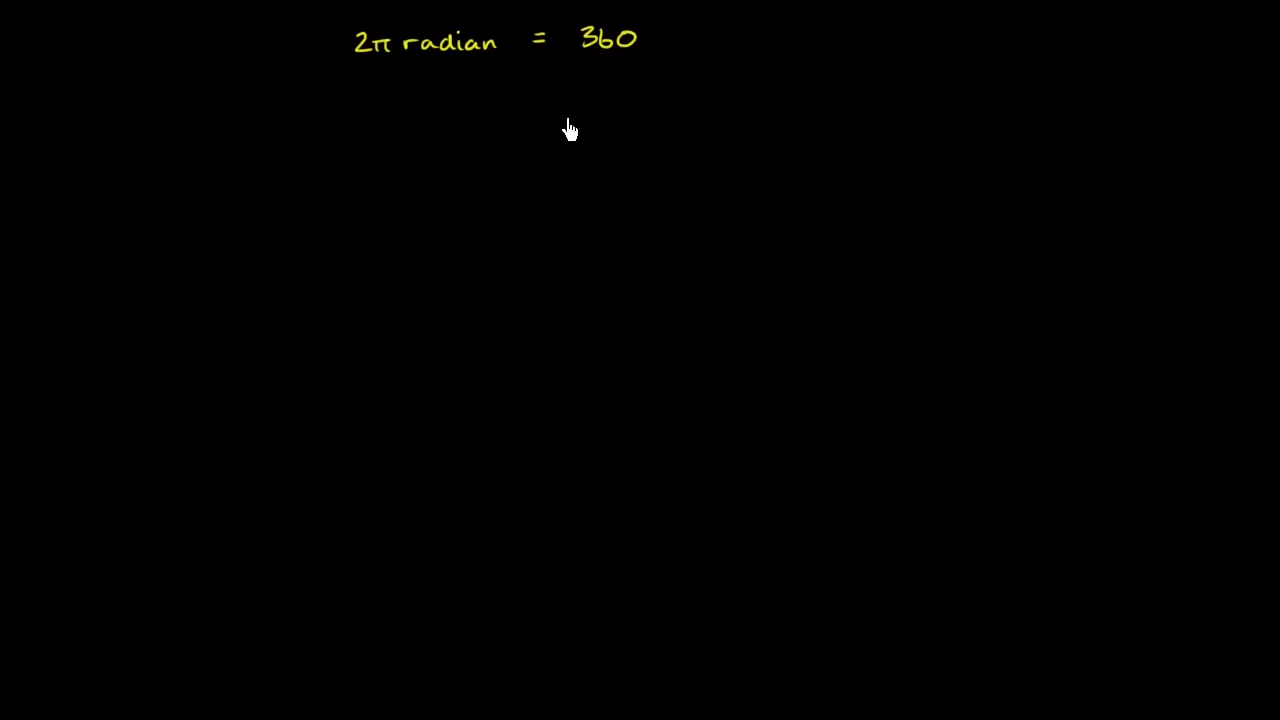 2π radian = 360